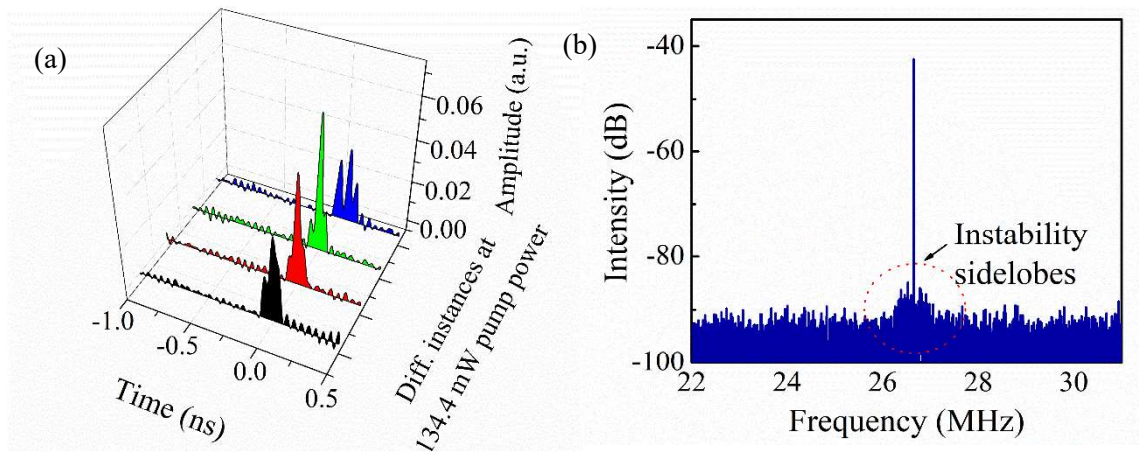 (a)
0.06
0.04
0.02
0.00
Amplitude (a.u.)
-1.0
-0.5
0.0
0.5
Time (ns)
Diff. instances at
134.4 mW pump power
(b)
-40
-60
-80
-100
Intensity (dB)
Instability
sidelobes
22
24
26
28
30
Frequency (MHz)